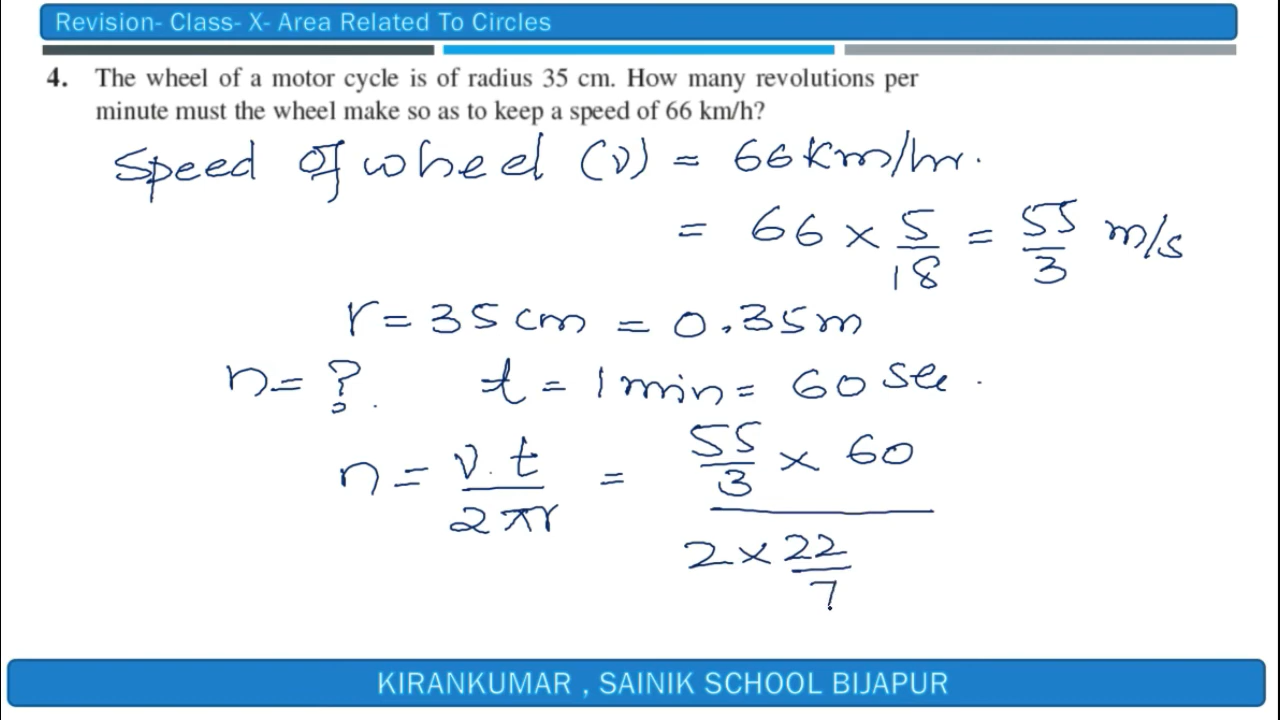 Revision- Class- X- Area Related To Circles
4. The wheel of a motor cycle is of radius 35 cm. How many revolutions per
minute must the wheel make so as to keep a speed of 66 km/h?
Speed of wheel (v) = 66 Km/hr.
= 66 × 5/18 = 55/3 m/s
r = 35 cm = 0.35 m
n = ? t = 1 min = 60 sec.
n = v.t/2πr = 55/3 × 60
2 × 22/7
KIRANKUMAR , SAINIK SCHOOL BIJAPUR